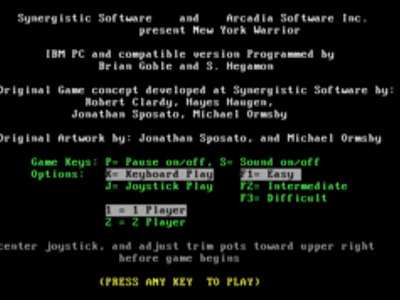 Synergistic Software and Arcadia Software Inc.
present New York Warrior
IBM PC and compatible version Programmed by
Brian Goble and S. Hegamon
Original Game concept developed at Synergistic Software by:
Robert Clardy, Hayes Haugen,
Jonathan Sposato, Michael Ormsby
Original Artwork by: Jonathan Sposato, and Michael Ormsby
Game Keys: P= Pause on/off, S= Sound on/off
Options: K= Keyboard Play F1= Easy
J= Joystick Play F2= Intermediate
F3= Difficult
1 = 1 Player
2 = 2 Player
center joystick, and adjust trim pots toward upper right
before game begins
(PRESS ANY KEY TO PLAY)